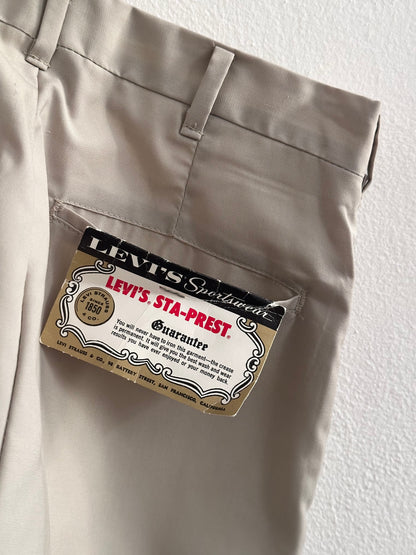 LEVI'S Sportswear
LEVI STRAUSS
SINCE
1850
& CO
LEVI'S. STA-PREST®
Guarantee
You will never have to iron this garment—the crease
is permanent. It will give you the best wash and wear
results you have ever enjoyed or your money back.
LEVI STRAUSS & CO., 98 BATTERY STREET, SAN FRANCISCO, CALIFORNIA